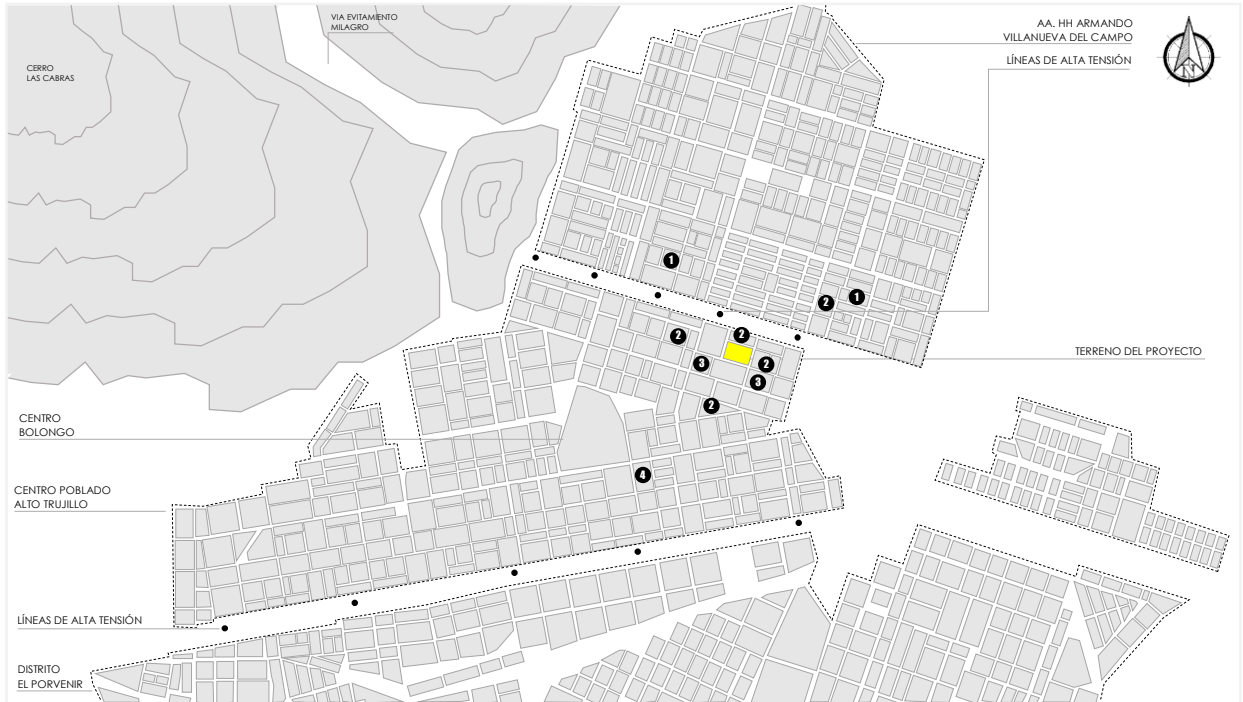 VIA EVITAMIENTO
MILAGRO
AA. HH ARMANDO
VILLANUEVA DEL CAMPO
LÍNEAS DE ALTA TENSIÓN
N
CERRO
LAS CABRAS
1
1
2
2
2
TERRENO DEL PROYECTO
3
2
3
2
CENTRO
BOLONGO
4
CENTRO POBLADO
ALTO TRUJILLO
LÍNEAS DE ALTA TENSIÓN
DISTRITO
EL PORVENIR